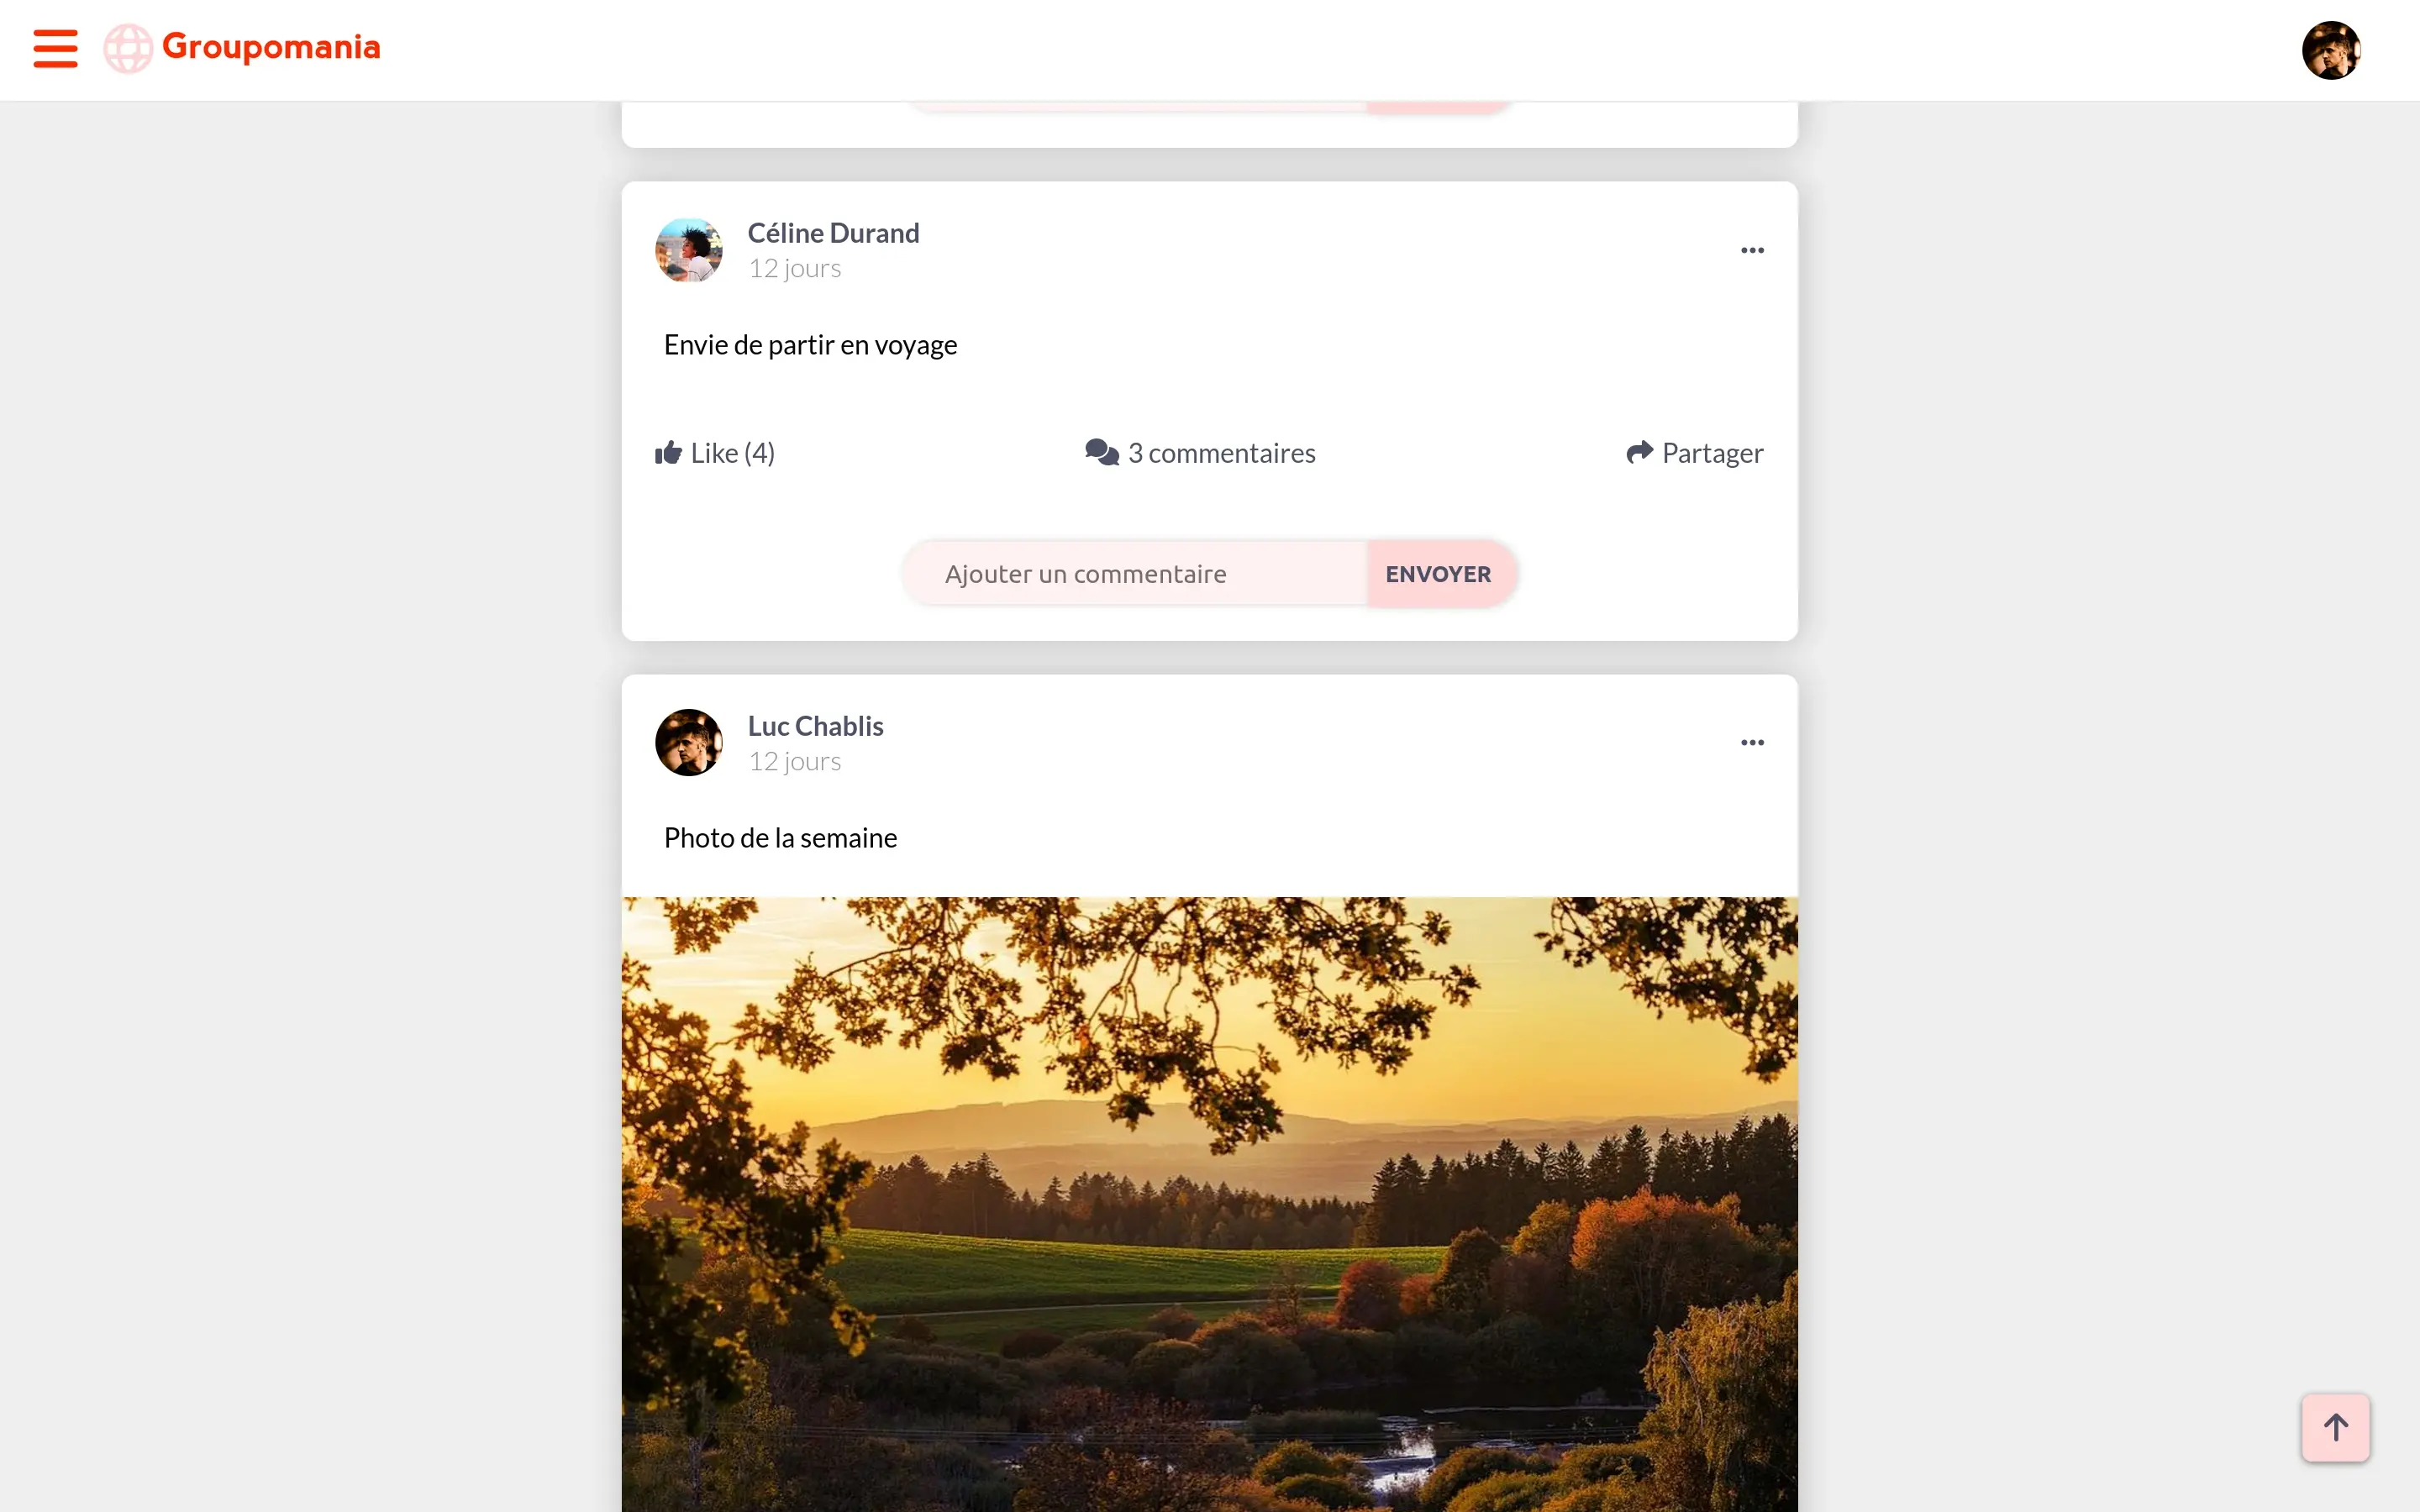 Groupomania
Céline Durand
12 jours
Envie de partir en voyage
Like (4)
3 commentaires
Partager
Ajouter un commentaire
ENVOYER
Luc Chablis
12 jours
Photo de la semaine